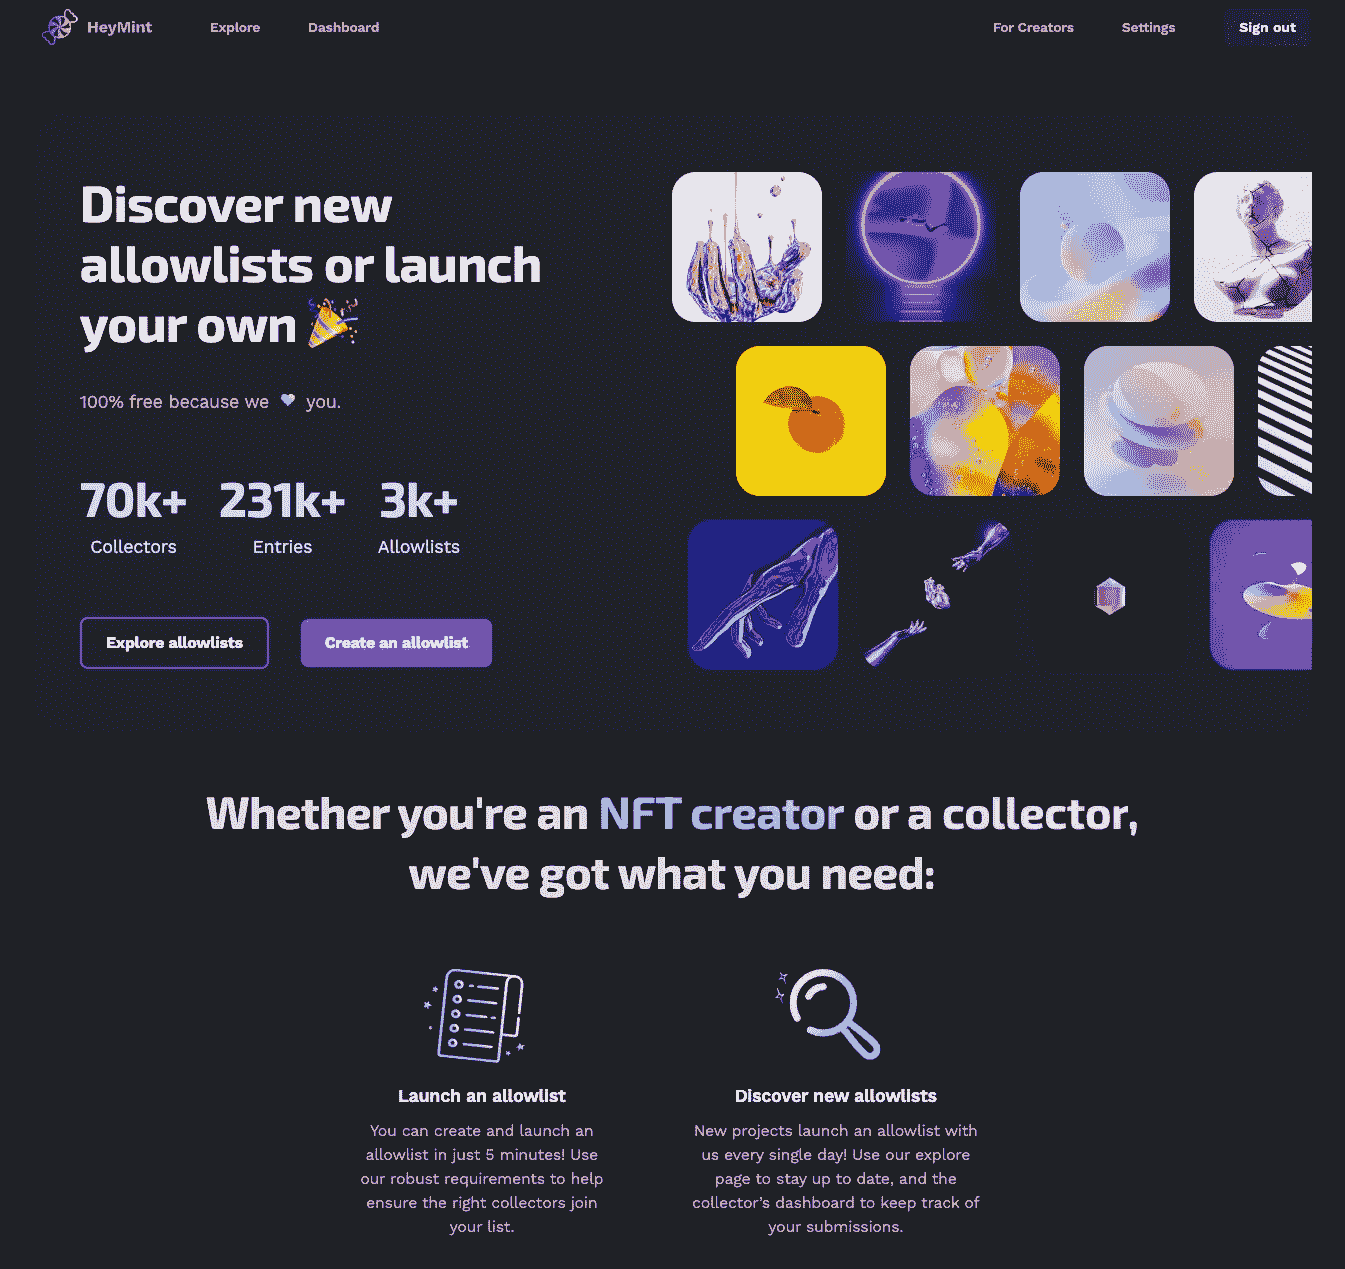 HeyMint
Explore
Dashboard
For Creators
Settings
Sign out
Discover new
allowlists or launch
your own 🎉
100% free because we 💜 you.
70k+ 231k+ 3k+
Collectors Entries Allowlists
Explore allowlists
Create an allowlist
Whether you're an NFT creator or a collector,
we've got what you need:
Launch an allowlist
You can create and launch an
allowlist in just 5 minutes! Use
our robust requirements to help
ensure the right collectors join
your list.
Discover new allowlists
New projects launch an allowlist with
us every single day! Use our explore
page to stay up to date, and the
collector’s dashboard to keep track of
your submissions.